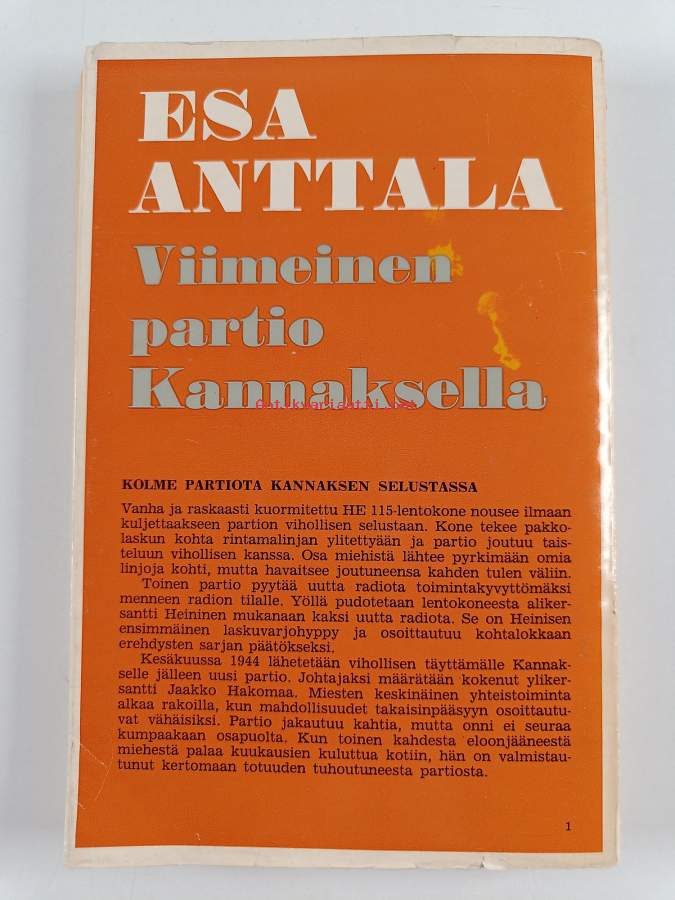 ESA
ANTTALA
Viimeinen
partio
Kannaksella
Antikvariaatti.net
KOLME PARTIOTA KANNAKSEN SELUSTASSA
Vanha ja raskaasti kuormitettu HE 115-lentokone nousee ilmaan
kuljettaakseen partion vihollisen selustaan. Kone tekee pakko-
laskun kohta rintamalinjan ylitettyään ja partio joutuu tais-
teluun vihollisen kanssa. Osa miehistä lähtee pyrkimään omia
linjoja kohti, mutta havaitsee joutuneensa kahden tulen väliin.
Toinen partio pyytää uutta radiota toimintakyvyttömäksi
menneen radion tilalle. Yöllä pudotetaan lentokoneesta aliker-
santti Heininen mukanaan kaksi uutta radiota. Se on Heinisen
ensimmäinen laskuvarjohyppy ja osoittautuu kohtalokkaan
erehdysten sarjan päätökseksi.
Kesäkuussa 1944 lähetetään vihollisen täyttämälle Kannak-
selle jälleen uusi partio. Johtajaksi määrätään kokenut yliker-
santti Jaakko Hakomaa. Miesten keskinäinen yhteistoiminta
alkaa rakoilla, kun mahdollisuudet takaisinpääsyyn osoittautu-
vat vähäisiksi. Partio jakautuu kahtia, mutta onni ei seuraa
kumpaakaan osapuolta. Kun toinen kahdesta eloonjääneestä
miehestä palaa kuukausien kuluttua kotiin, hän on valmistau-
tunut kertomaan totuuden tuhoutuneesta partiosta.
1